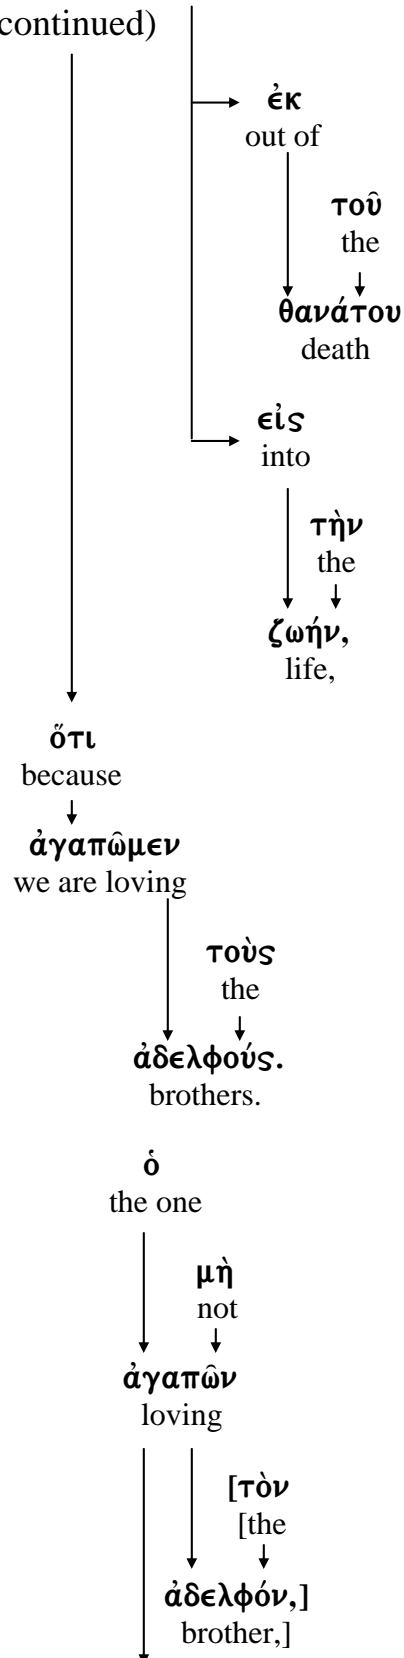 continued)
ἐκ
out of
τοῦ
the
θανάτου
death
εἰς
into
τὴν
the
ζωήν,
life,
ὅτι
because
ἀγαπῶμεν
we are loving
τοὺς
the
ἀδελφούς.
brothers.
ὁ
the one
μὴ
not
ἀγαπῶν
loving
[τὸν
[the
ἀδελφόν,]
brother,]